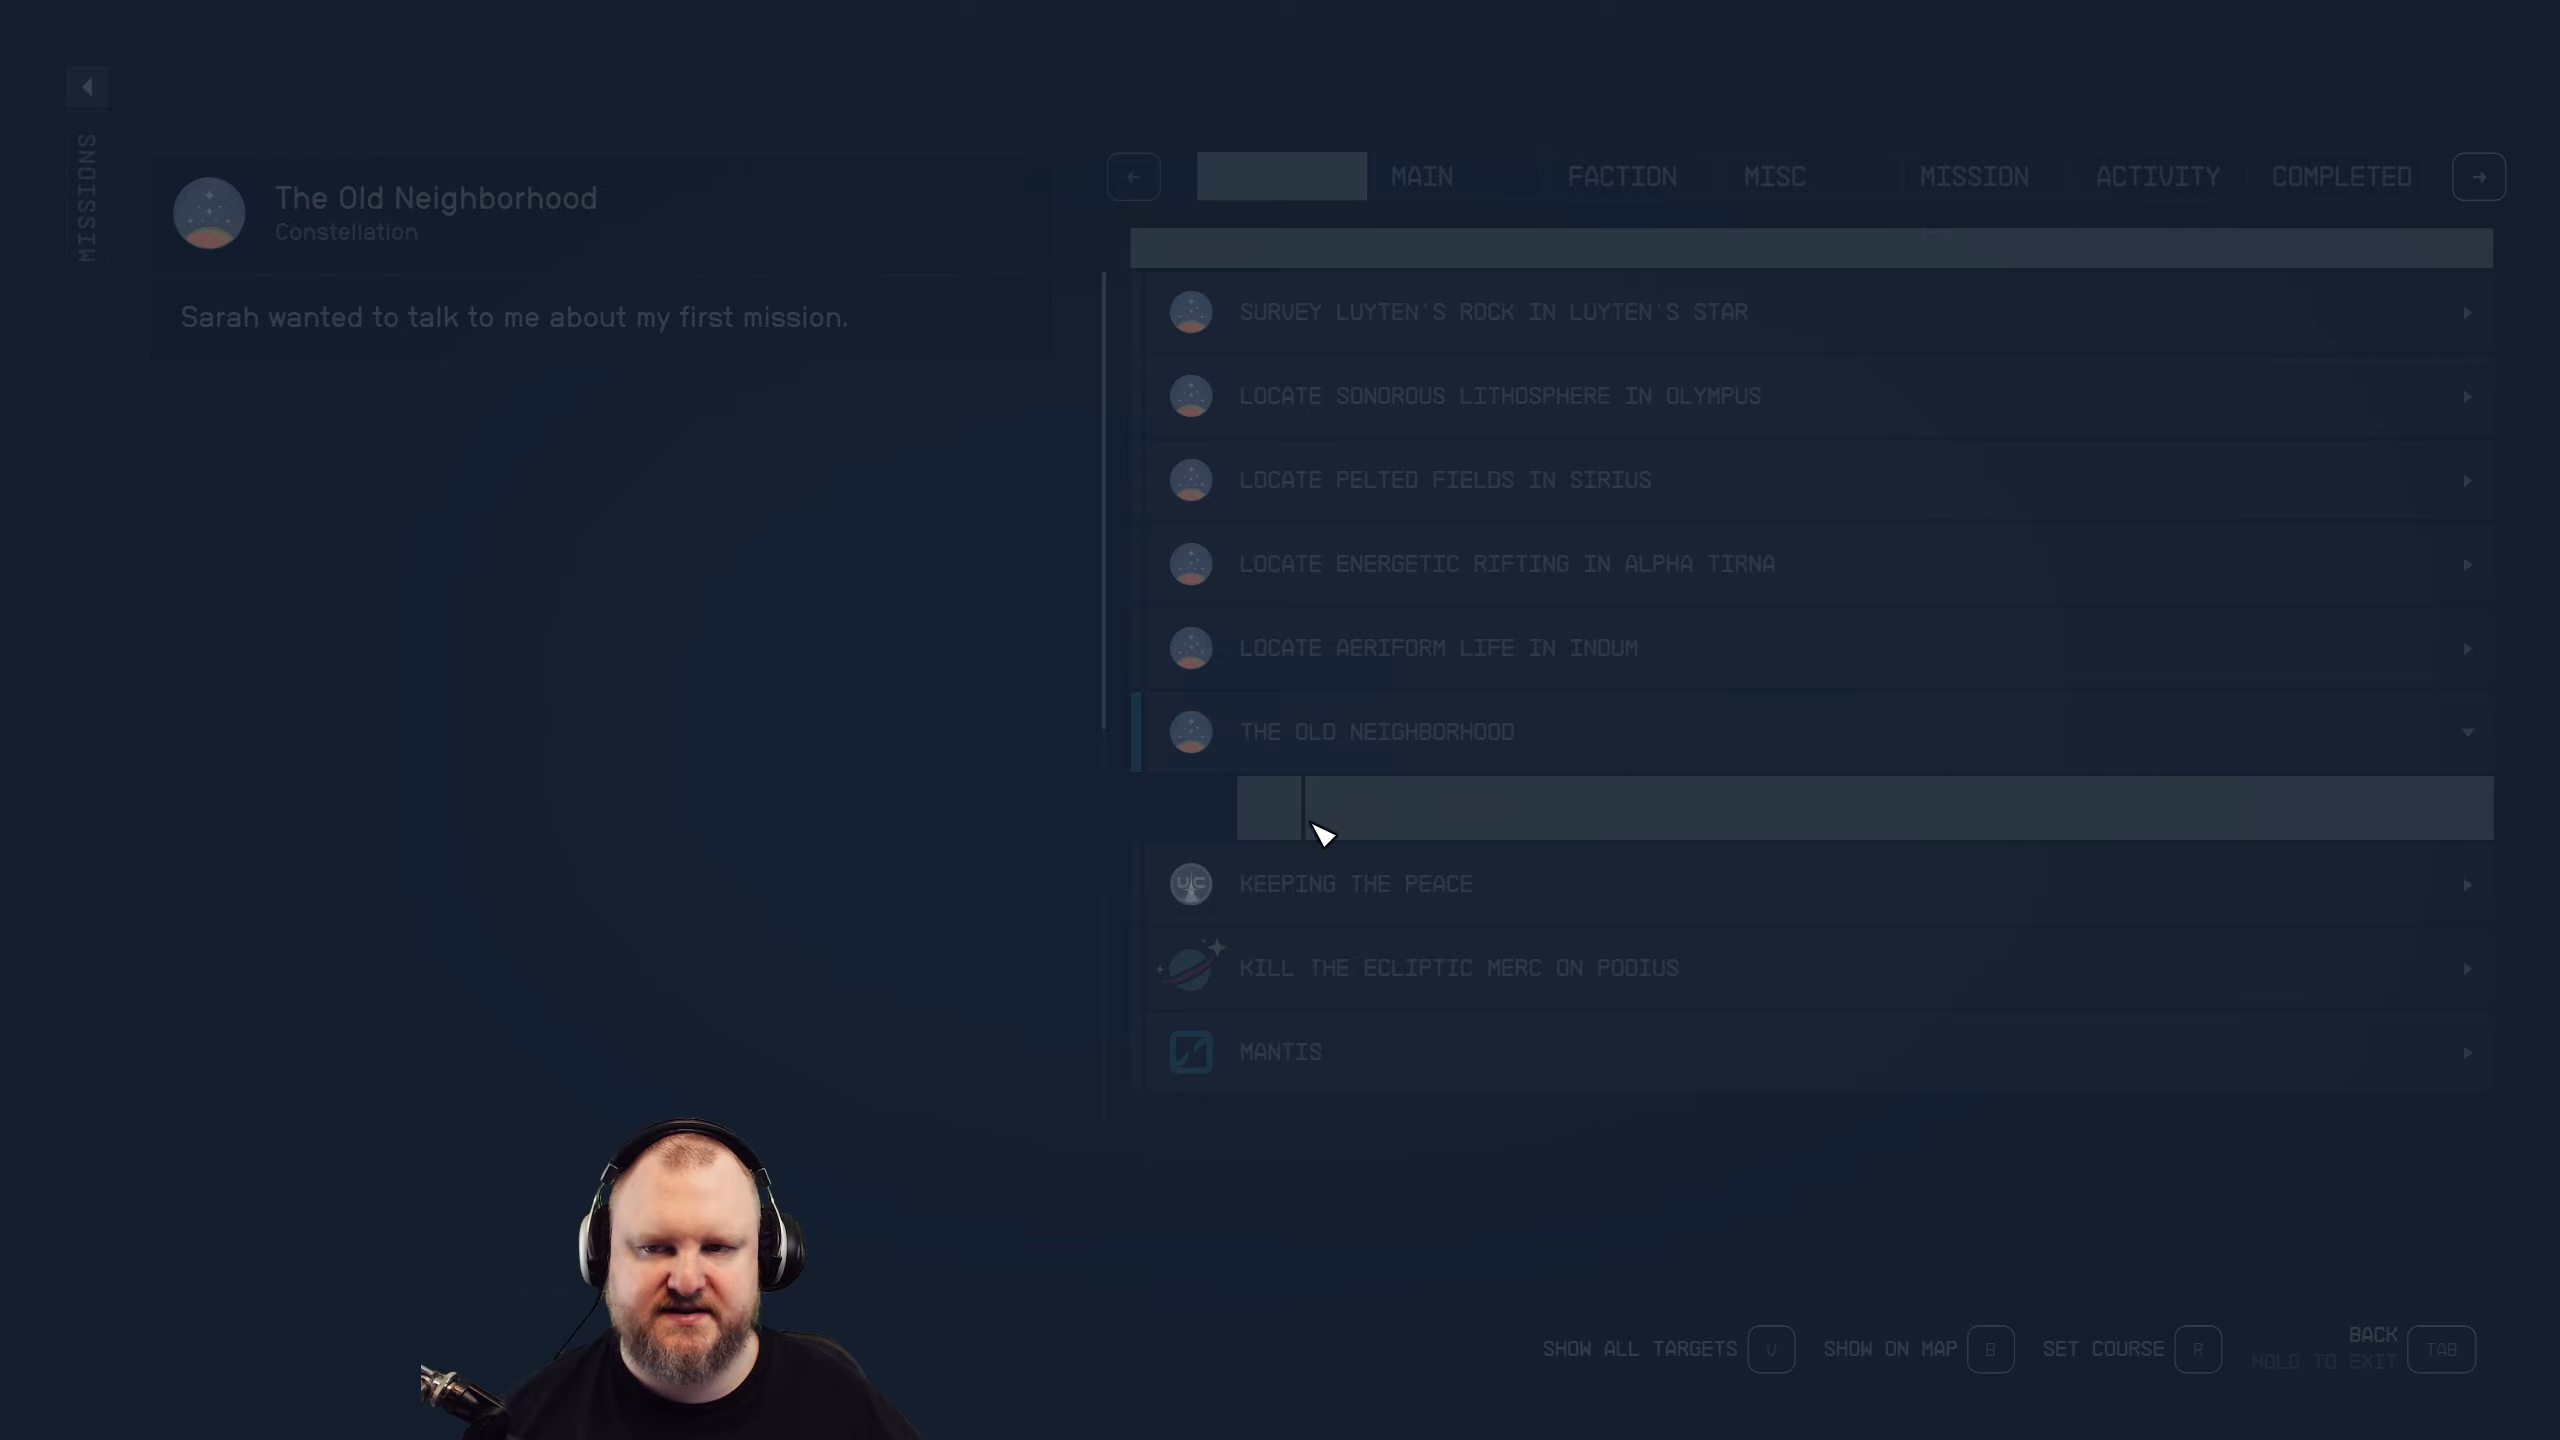 MISSIONS
The Old Neighborhood
Constellation
Sarah wanted to talk to me about my first mission.
MAIN FACTION MISC MISSION ACTIVITY COMPLETED
SURVEY LUYTEN'S ROCK IN LUYTEN'S STAR
LOCATE SONOROUS LITHOSPHERE IN OLYMPUS
LOCATE PELTED FIELDS IN SIRIUS
LOCATE ENERGETIC RIFTING IN ALPHA TIRNA
LOCATE AERIFORM LIFE IN INDUM
THE OLD NEIGHBORHOOD
UC
KEEPING THE PEACE
KILL THE ECLIPTIC MERC ON PODIUS
MANTIS
SHOW ALL TARGETS V SHOW ON MAP B SET COURSE R BACK TAB
HOLD TO EXIT